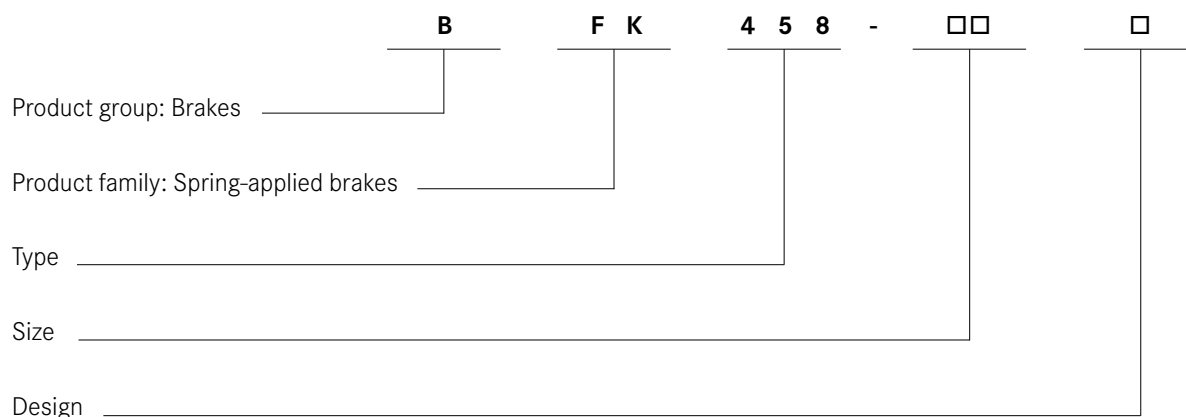 B F K 4 5 8 - □□ □
Product group: Brakes
Product family: Spring-applied brakes
Type
Size
Design